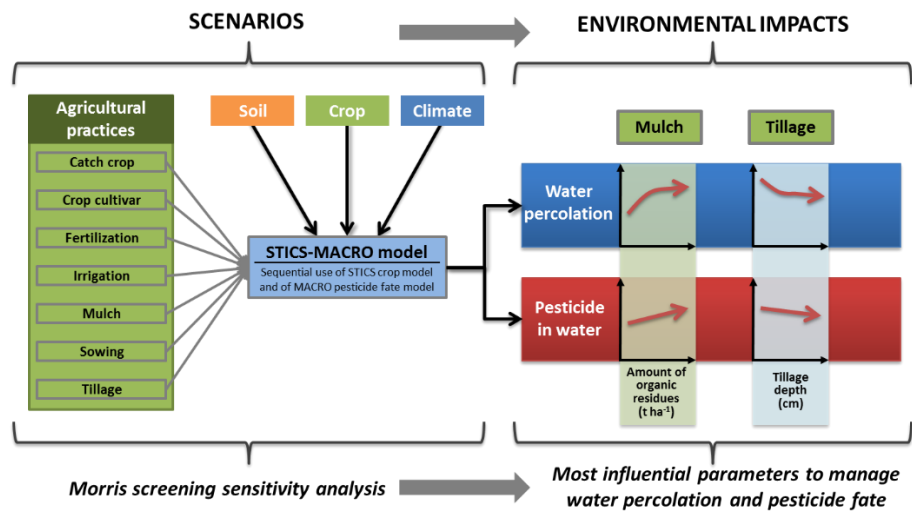 SCENARIOS
ENVIRONMENTAL IMPACTS
Agricultural
practices
Catch crop
Crop cultivar
Fertilization
Irrigation
Mulch
Sowing
Tillage
Soil
Crop
Climate
STICS-MACRO model
Sequential use of STICS crop model
and of MACRO pesticide fate model
Mulch
Tillage
Water
percolation
Pesticide
in water
Amount of
organic
residues
(t ha⁻¹)
Tillage
depth
(cm)
Morris screening sensitivity analysis
Most influential parameters to manage
water percolation and pesticide fate